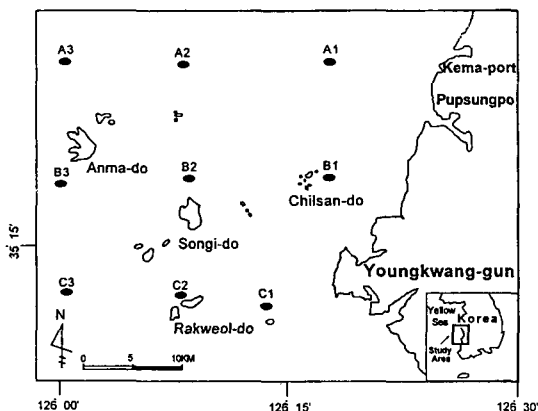 A3
A2
A1
Kema-port
Pupsungpo
Anma-do
B3
B2
B1
Chilsan-do
35 15'
Songi-do
Youngkwang-gun
C3
C2
C1
N
Rakweol-do
0 5 10KM
Yellow Sea
Korea
Study Area
126 00'
126 15'
126 30'